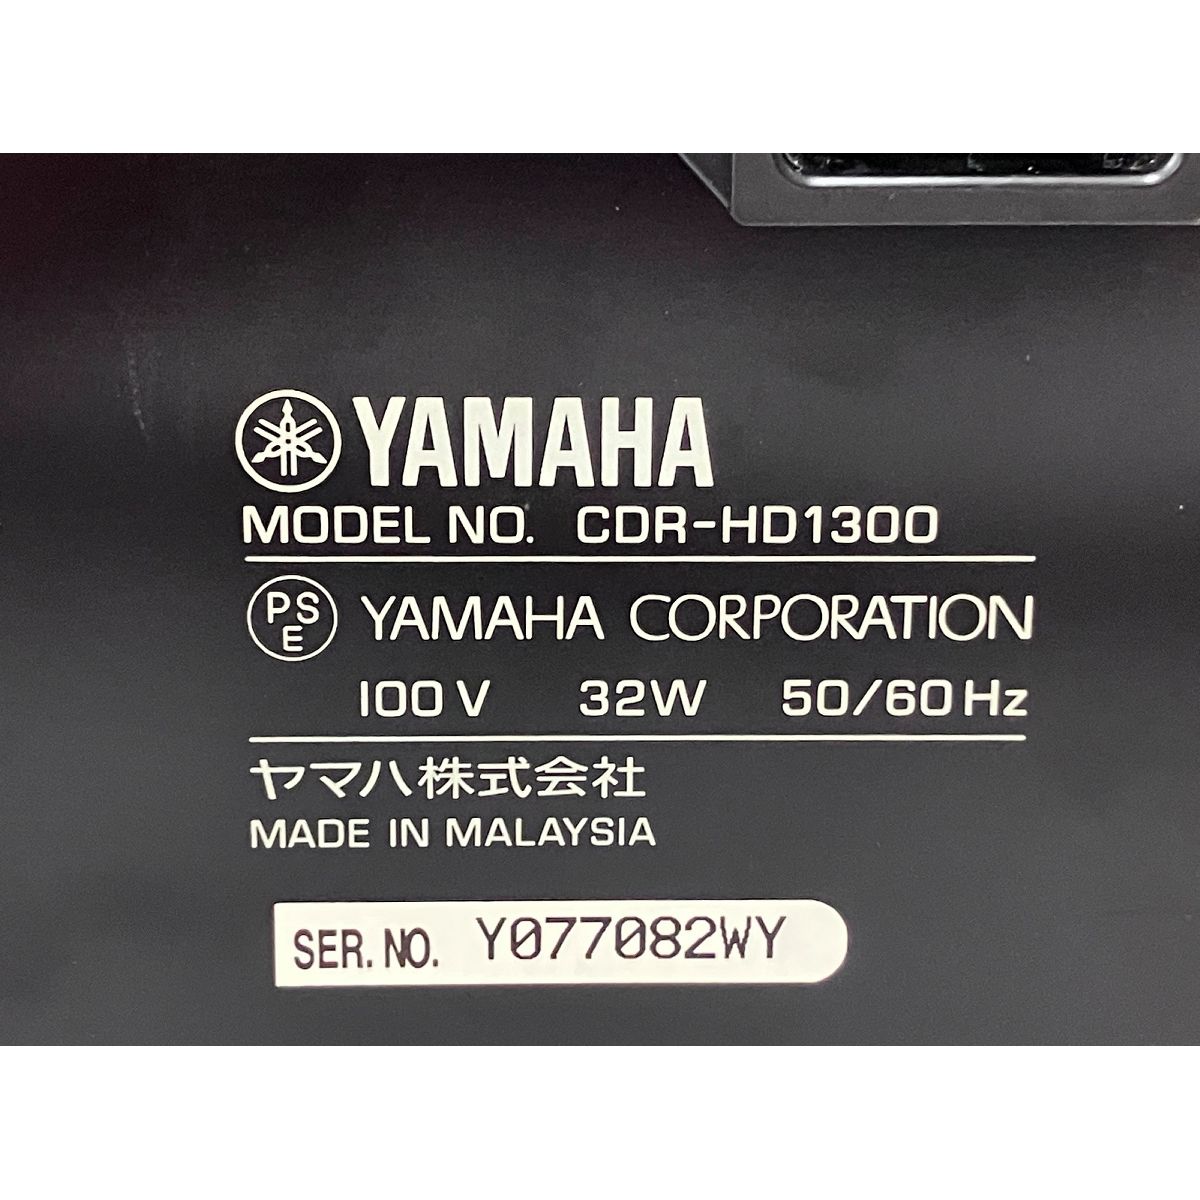 YAMAHA
MODEL NO. CDR-HD1300
PSE YAMAHA CORPORATION
100V 32W 50/60Hz
ヤマハ株式会社
MADE IN MALAYSIA
SER. NO. Y077082WY